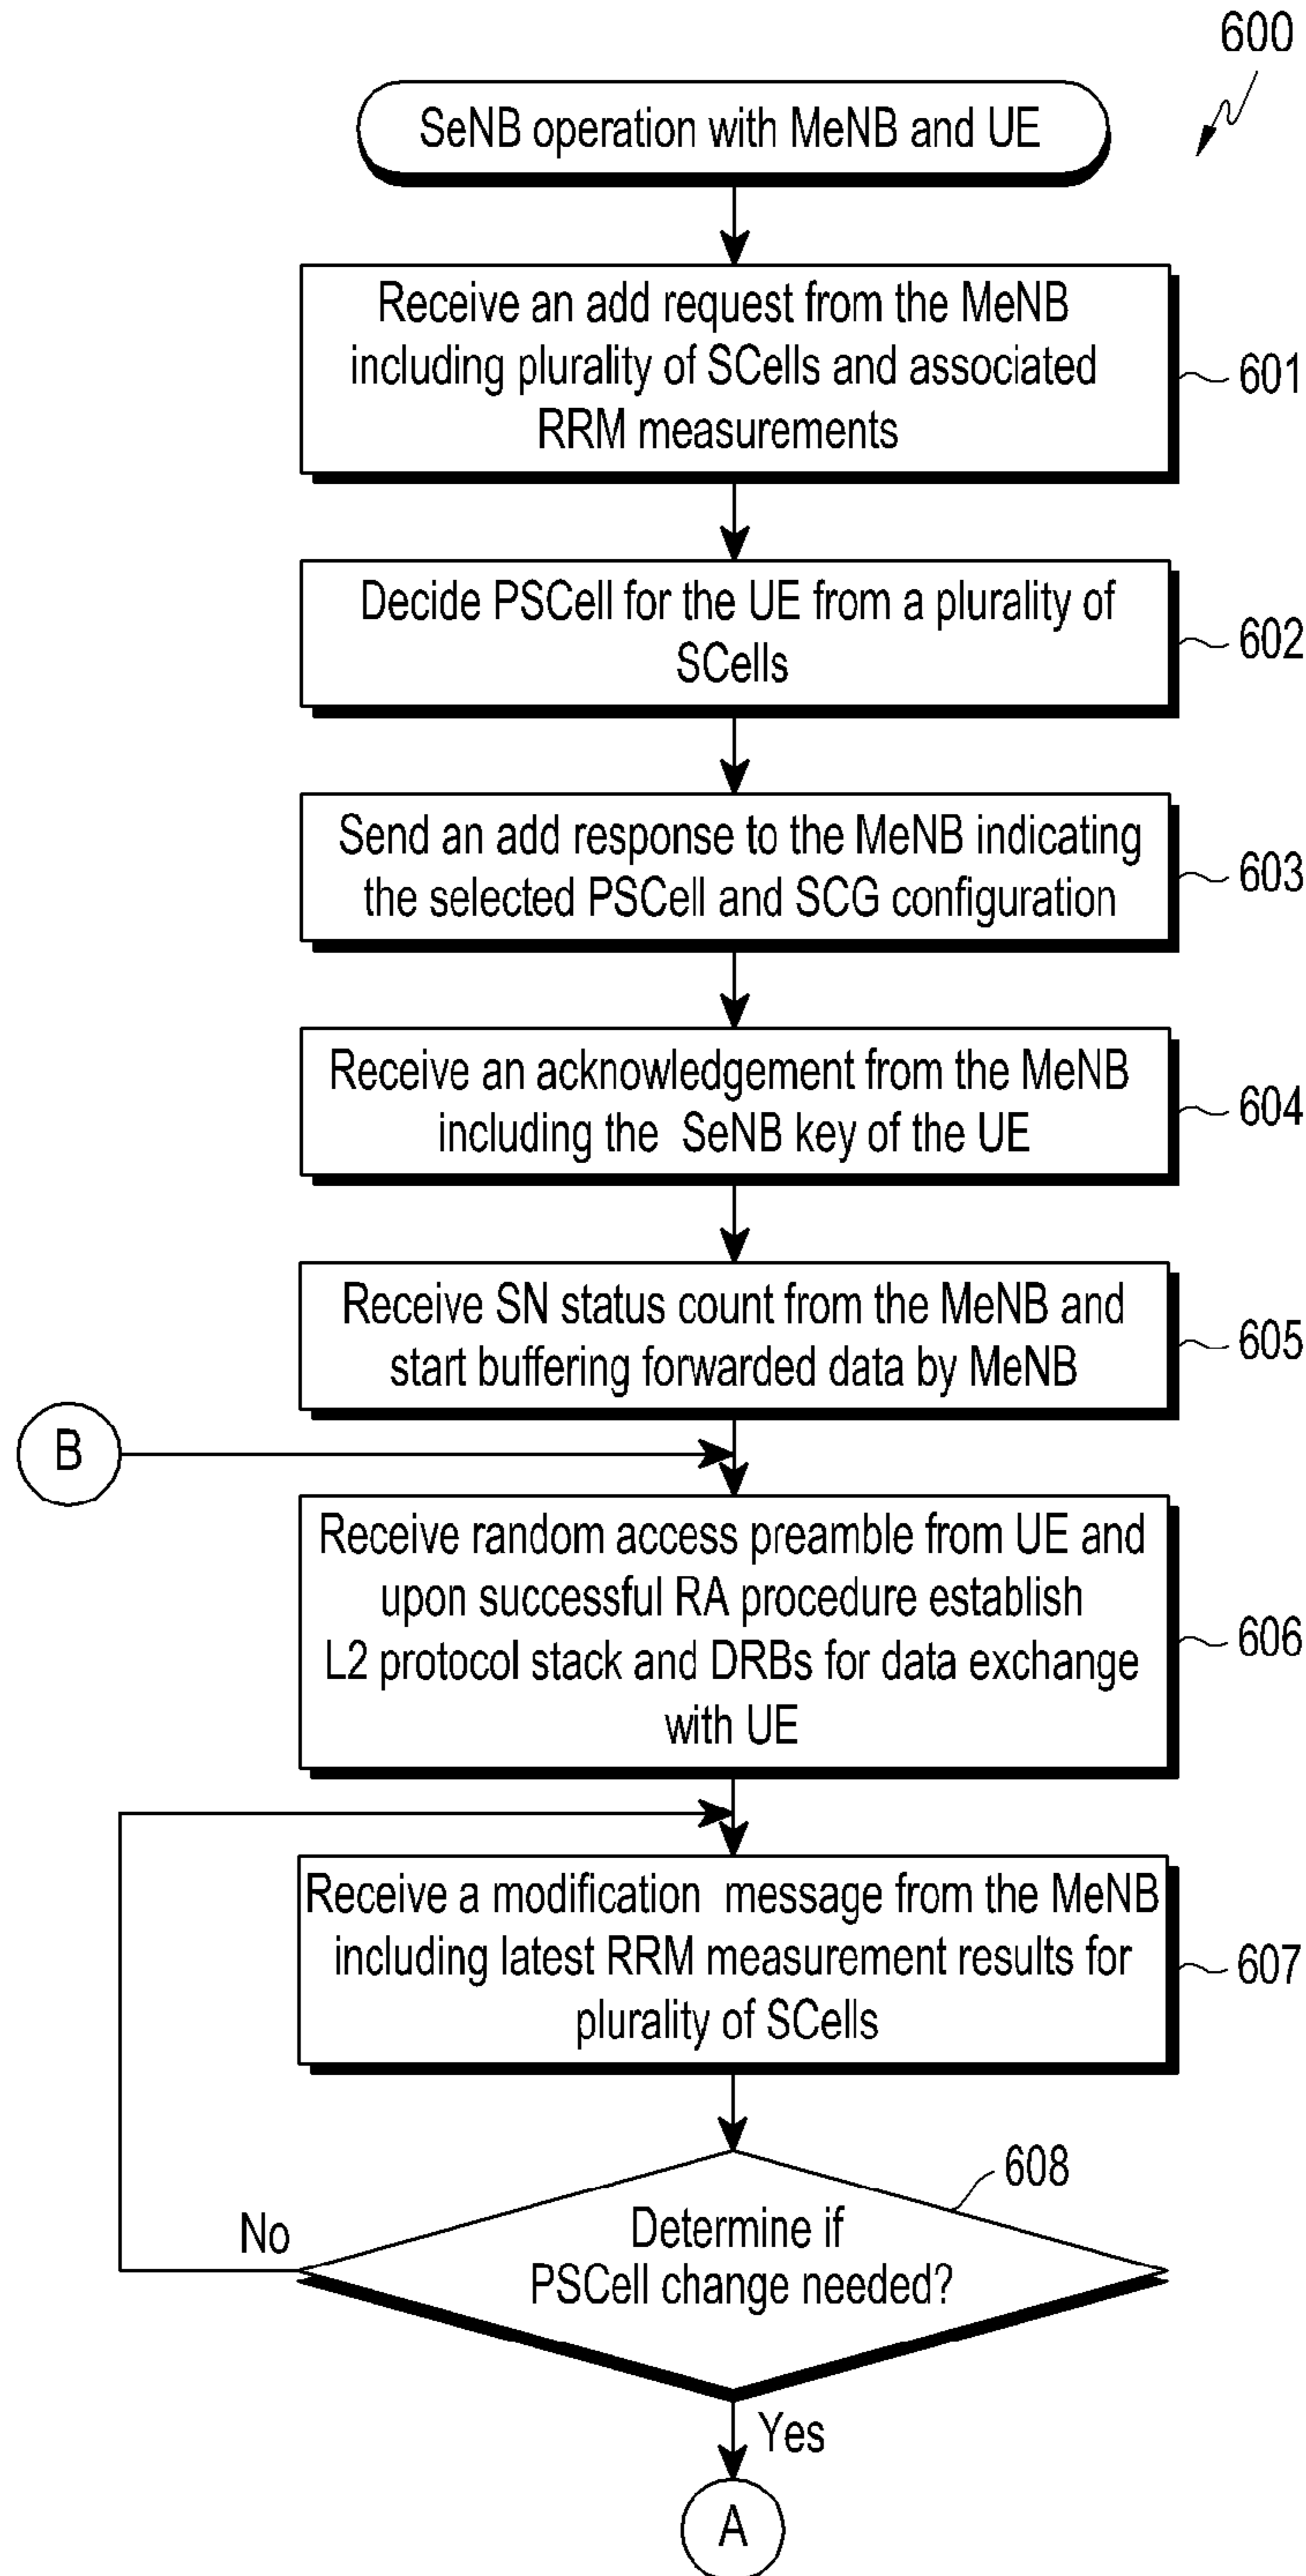 600
SeNB operation with MeNB and UE
Receive an add request from the MeNB
including plurality of SCells and associated
RRM measurements
601
Decide PSCell for the UE from a plurality of
SCells
602
Send an add response to the MeNB indicating
the selected PSCell and SCG configuration
603
Receive an acknowledgement from the MeNB
including the SeNB key of the UE
604
Receive SN status count from the MeNB and
start buffering forwarded data by MeNB
605
B
Receive random access preamble from UE and
upon successful RA procedure establish
L2 protocol stack and DRBs for data exchange
with UE
606
Receive a modification message from the MeNB
including latest RRM measurement results for
plurality of SCells
607
608
Determine if
PSCell change needed?
No
Yes
A